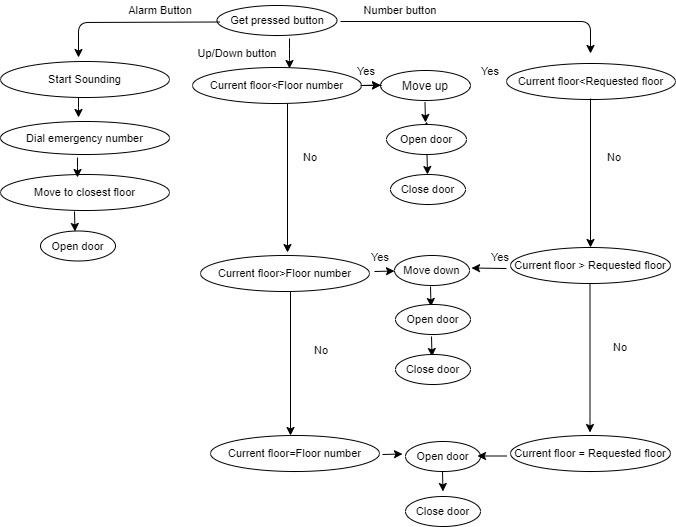 Alarm Button
Get pressed button
Number button
Up/Down button
Start Sounding
Current floor<Floor number
Yes
Move up
Yes
Current floor<Requested floor
Dial emergency number
Open door
No
No
Move to closest floor
Close door
Open door
Current floor>Floor number
Yes
Move down
Yes
Current floor > Requested floor
Open door
No
No
Close door
Current floor=Floor number
Open door
Current floor = Requested floor
Close door